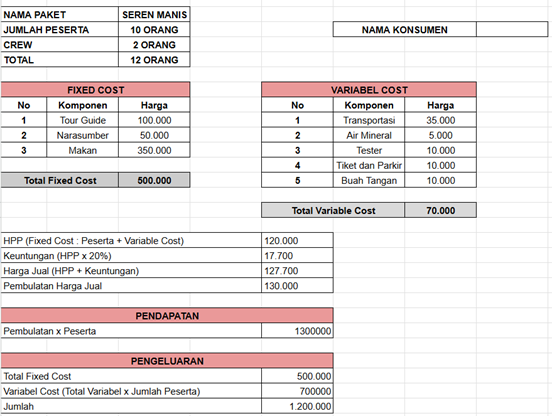 NAMA PAKET SEREN MANIS
JUMLAH PESERTA 10 ORANG NAMA KONSUMEN
CREW 2 ORANG
TOTAL 12 ORANG
FIXED COST VARIABEL COST
No Komponen Harga No Komponen Harga
1 Tour Guide 100.000 1 Transportasi 35.000
2 Narasumber 50.000 2 Air Mineral 5.000
3 Makan 350.000 3 Tester 10.000
4 Tiket dan Parkir 10.000
Total Fixed Cost 500.000 5 Buah Tangan 10.000
Total Variable Cost 70.000
HPP (Fixed Cost : Peserta + Variable Cost) 120.000
Keuntungan (HPP x 20%) 17.700
Harga Jual (HPP + Keuntungan) 127.700
Pembulatan Harga Jual 130.000
PENDAPATAN
Pembulatan x Peserta 1300000
PENGELUARAN
Total Fixed Cost 500.000
Variabel Cost (Total Variabel x Jumlah Peserta) 700000
Jumlah 1.200.000